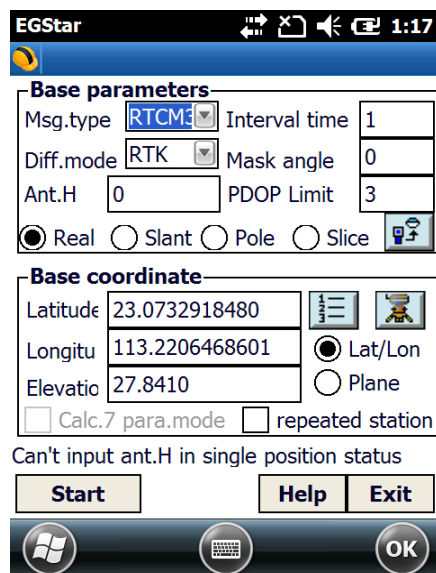 EGStar 1:17
Base parameters
Msg.type RTCM3 Interval time 1
Diff.mode RTK Mask angle 0
Ant.H 0 PDOP Limit 3
Real Slant Pole Slice
Base coordinate
Latitude 23.0732918480
Longitu 113.2206468601 Lat/Lon
Elevatio 27.8410 Plane
Calc.7 para.mode repeated station
Can't input ant.H in single position status
Start Help Exit
OK